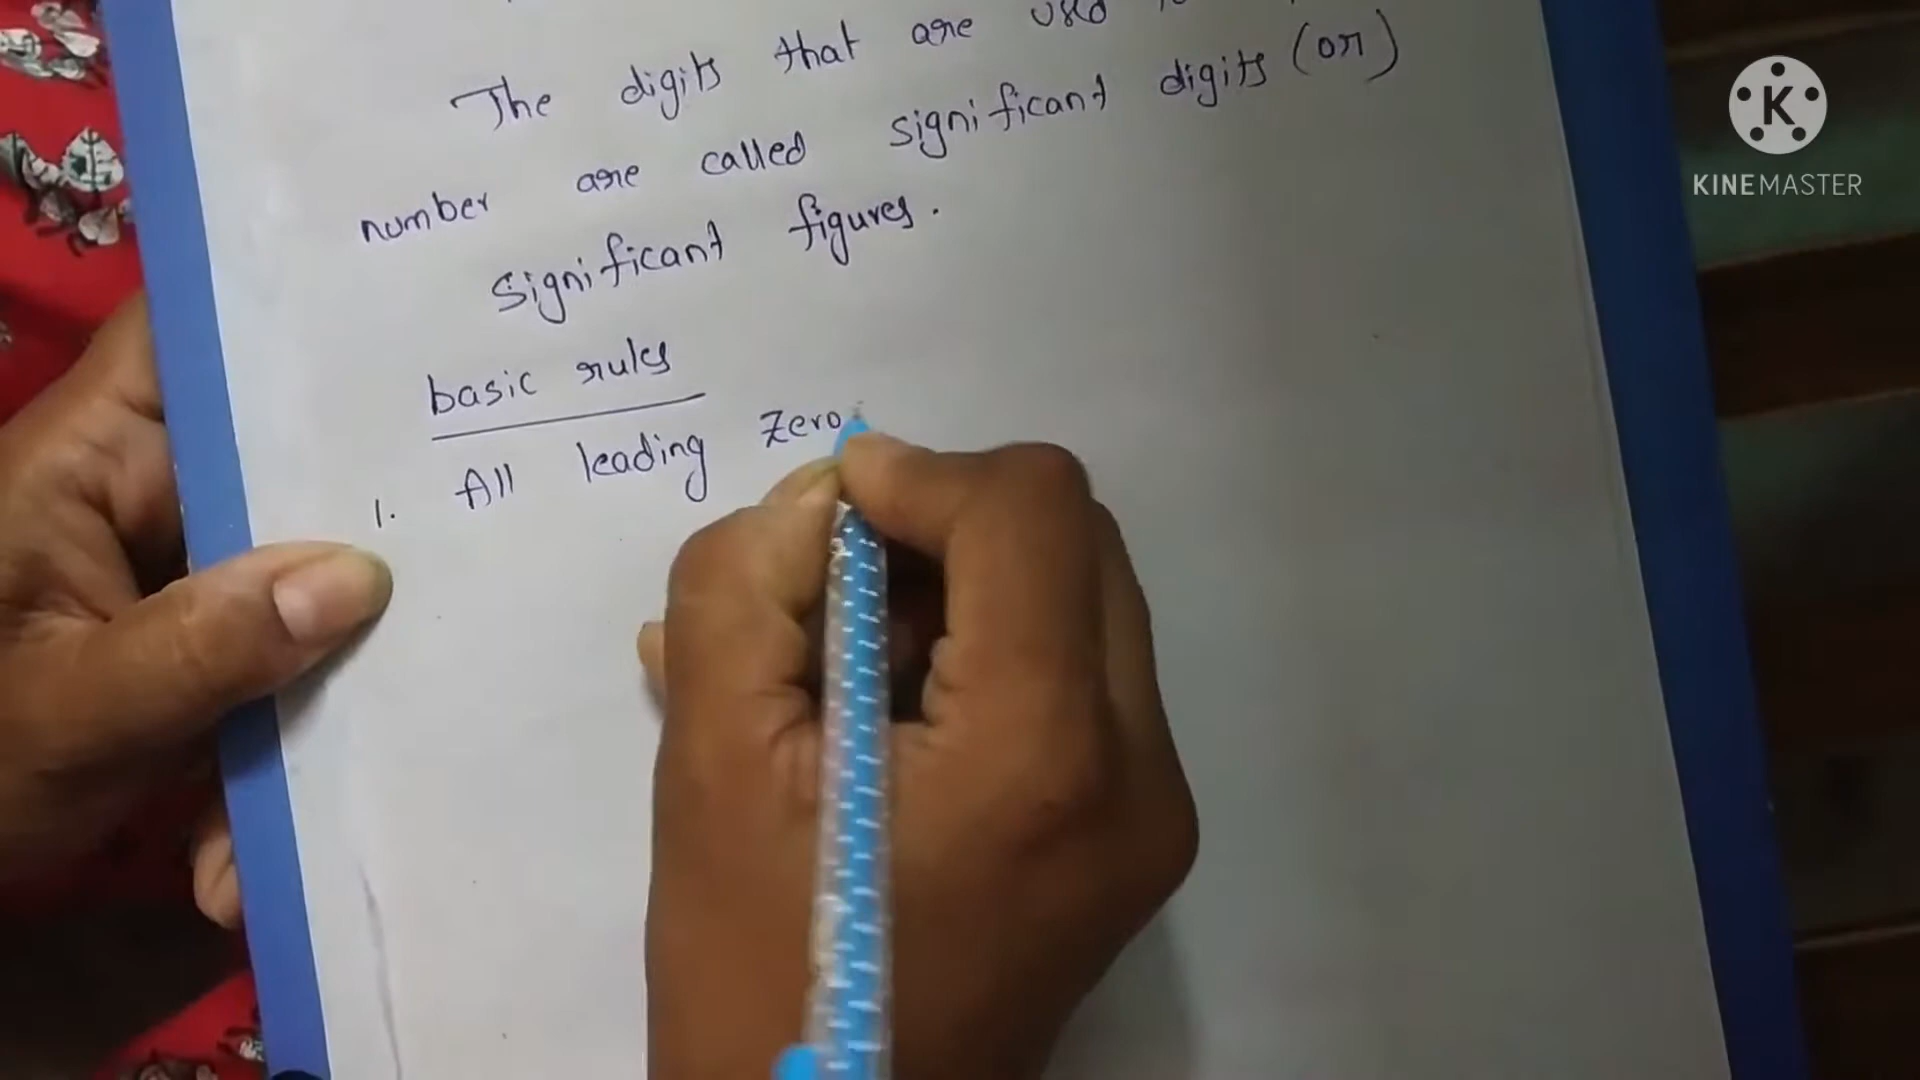 The digits that are used
number are called significant digits (or)
significant figures.
basic rules
1. All leading zero
K
KINEMASTER